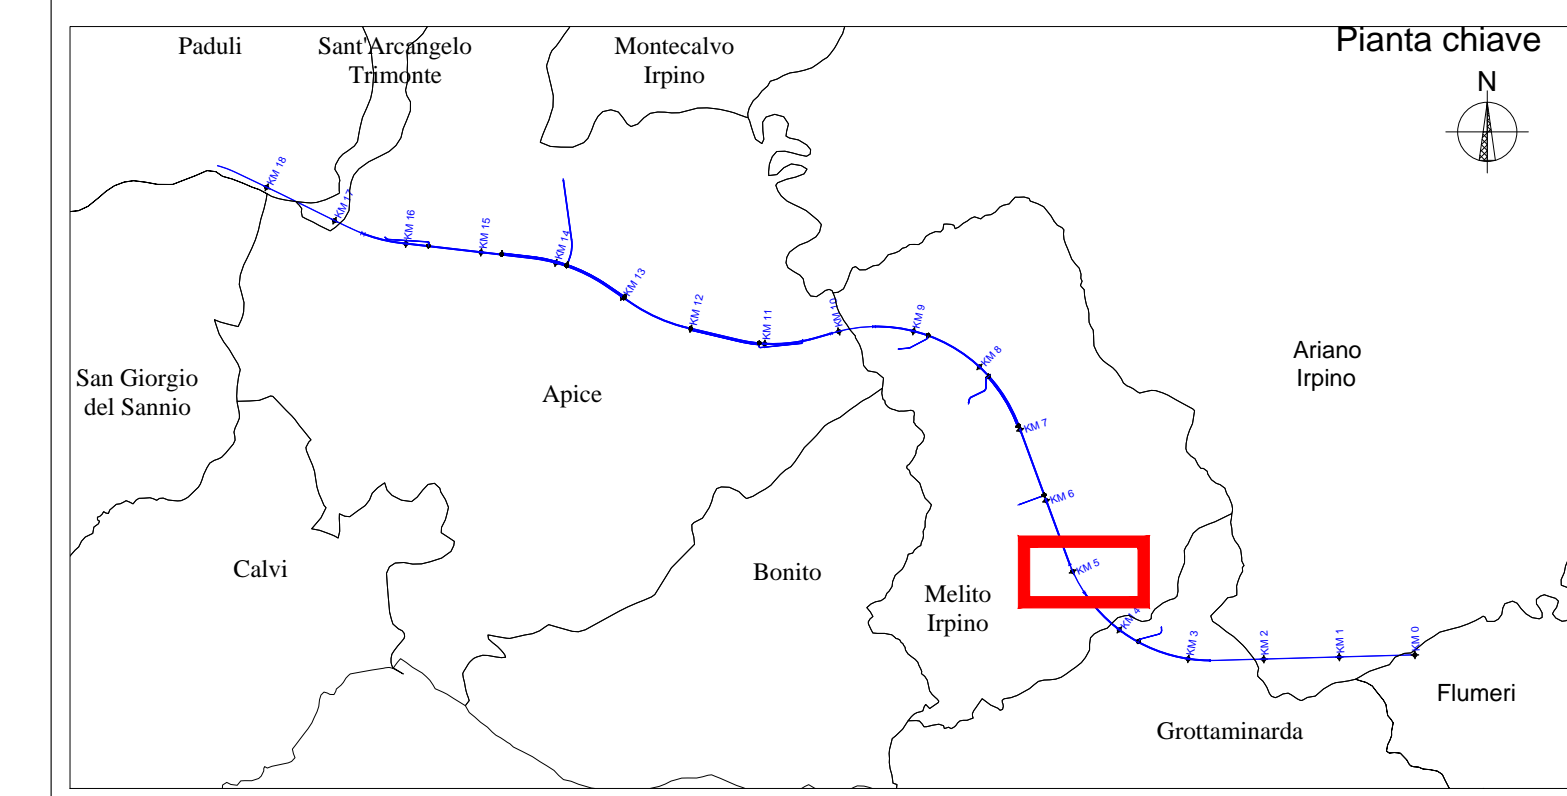 Pianta chiave
N
Paduli
Sant'Arcangelo
Trimonte
Montecalvo
Irpino
KM 18
KM 17
KM 16
KM 15
KM 14
KM 13
KM 12
KM 11
KM 10
KM 9
KM 8
KM 7
KM 6
KM 5
KM 4
KM 3
KM 2
KM 1
KM 0
San Giorgio
del Sannio
Apice
Ariano
Irpino
Calvi
Bonito
Melito
Irpino
Grottaminarda
Flumeri